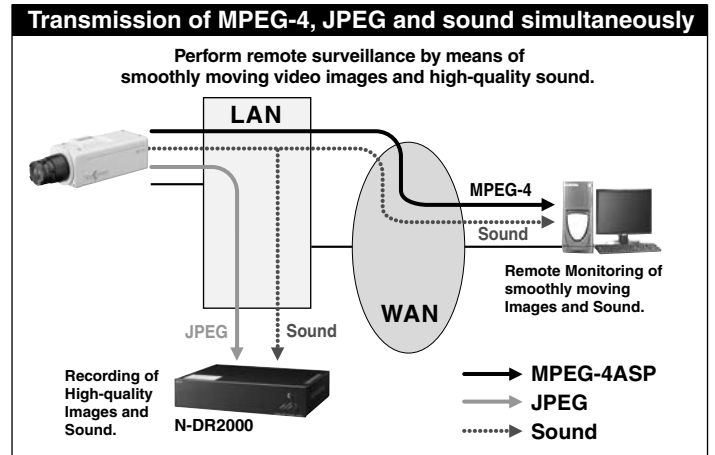 Transmission of MPEG-4, JPEG and sound simultaneously
Perform remote surveillance by means of
smoothly moving video images and high-quality sound.
LAN
MPEG-4
Sound
Remote Monitoring of
smoothly moving
Images and Sound.
WAN
JPEG
Sound
Recording of
High-quality
Images and
Sound.
N-DR2000
MPEG-4ASP
JPEG
Sound